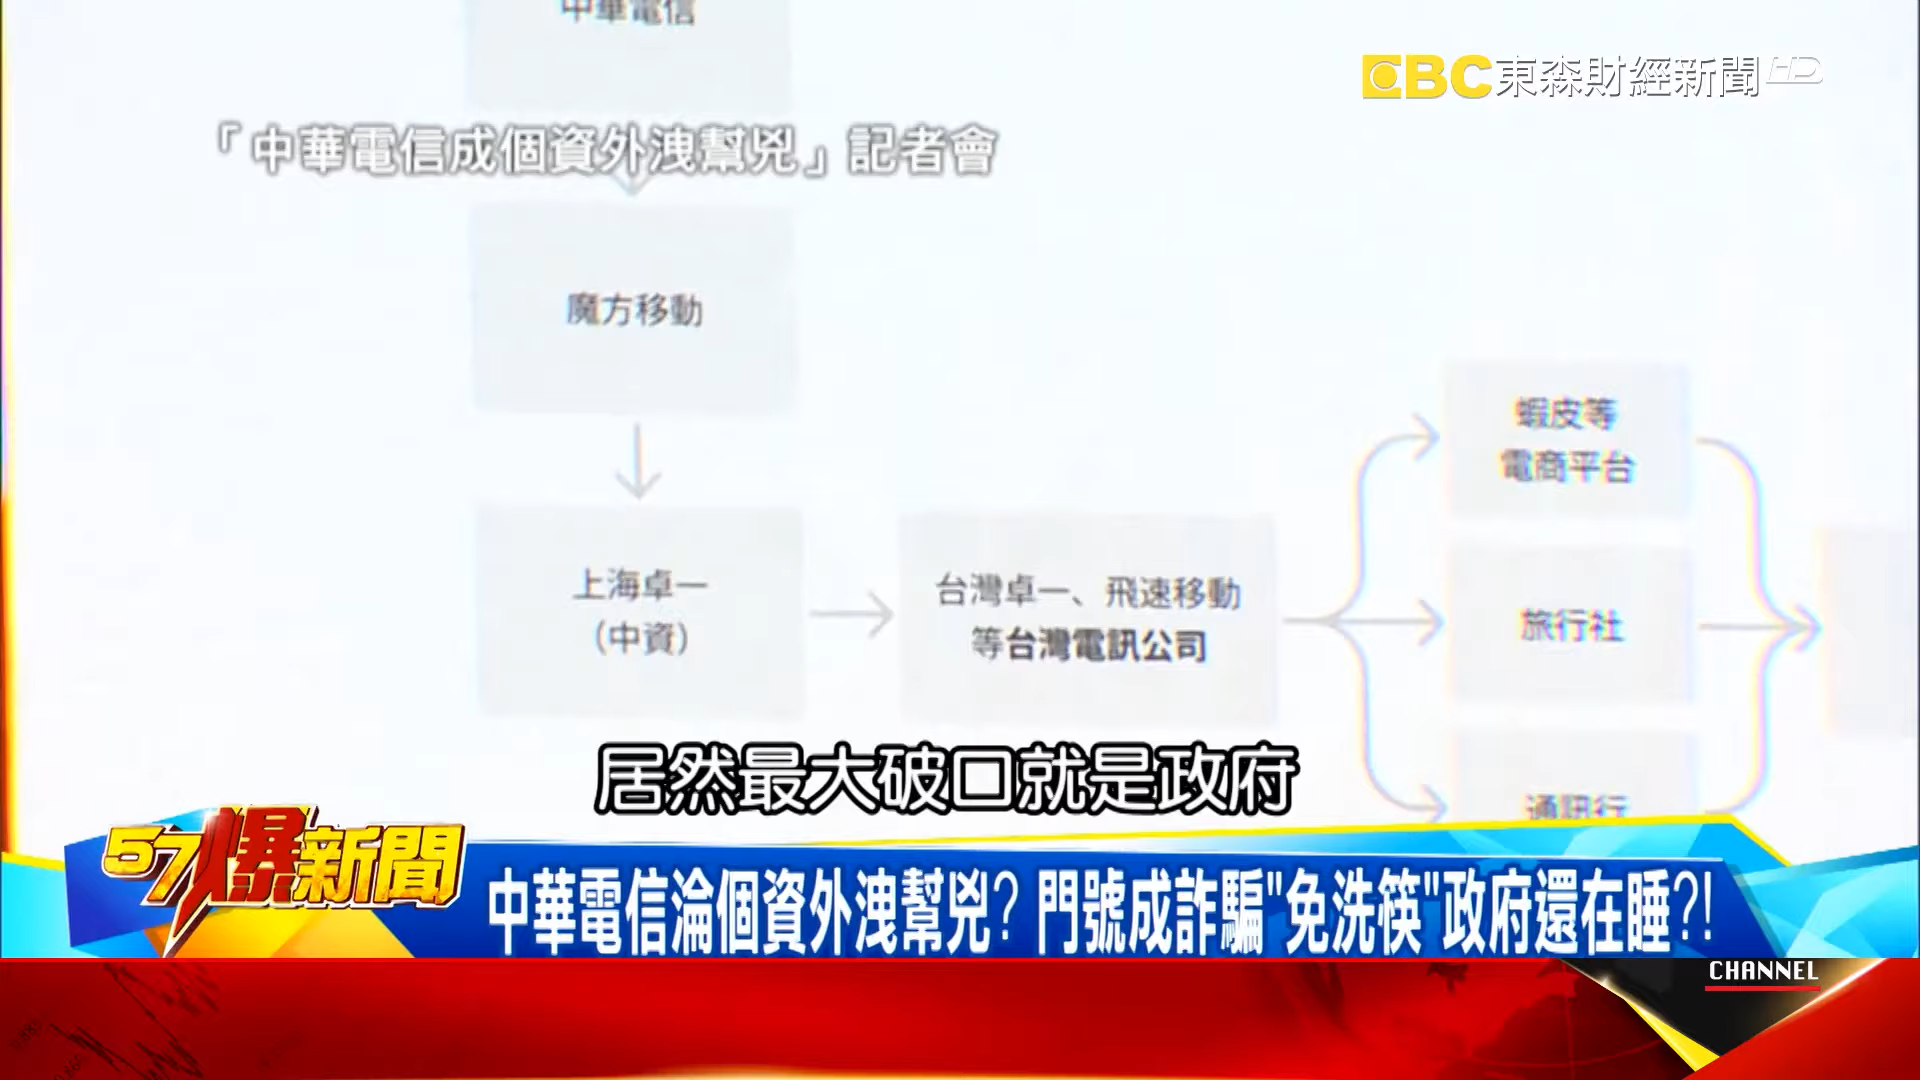 中華電信
EBC東森財經新聞HD
「中華電信成個資外洩幫兇」記者會
魔方移動
蝦皮等
電商平台
上海卓一
(中資)
台灣卓一、飛速移動
等台灣電訊公司
旅行社
通訊行
居然最大破口就是政府
57爆新聞
中華電信淪個資外洩幫兇? 門號成詐騙"免洗筷"政府還在睡?!
CHANNEL